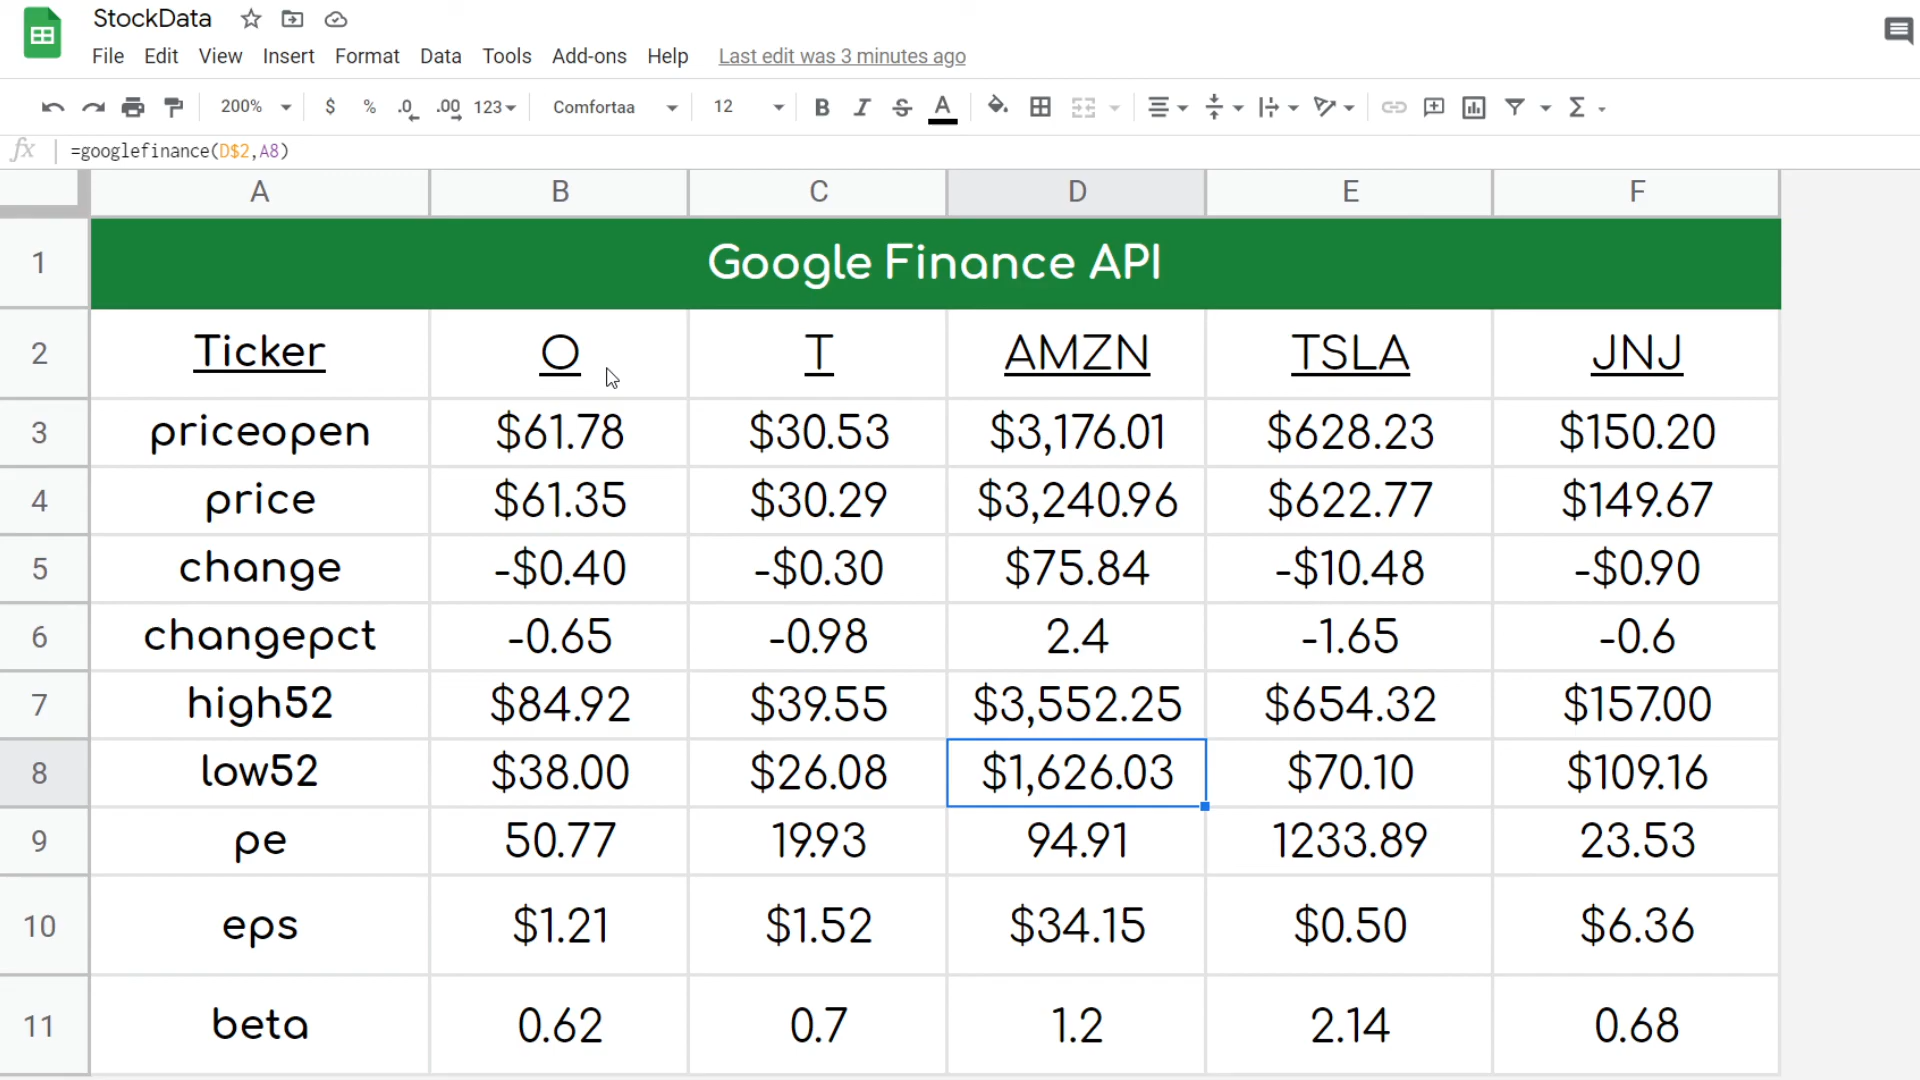 StockData
File Edit View Insert Format Data Tools Add-ons Help Last edit was 3 minutes ago
200% $ % .0 .00 123 Comfortaa 12 B I S A Σ
fx =googlefinance(D$2,A8)
A B C D E F
1 Google Finance API
2 Ticker O T AMZN TSLA JNJ
3 priceopen $61.78 $30.53 $3,176.01 $628.23 $150.20
4 price $61.35 $30.29 $3,240.96 $622.77 $149.67
5 change -$0.40 -$0.30 $75.84 -$10.48 -$0.90
6 changepct -0.65 -0.98 2.4 -1.65 -0.6
7 high52 $84.92 $39.55 $3,552.25 $654.32 $157.00
8 low52 $38.00 $26.08 $1,626.03 $70.10 $109.16
9 pe 50.77 19.93 94.91 1233.89 23.53
10 eps $1.21 $1.52 $34.15 $0.50 $6.36
11 beta 0.62 0.7 1.2 2.14 0.68